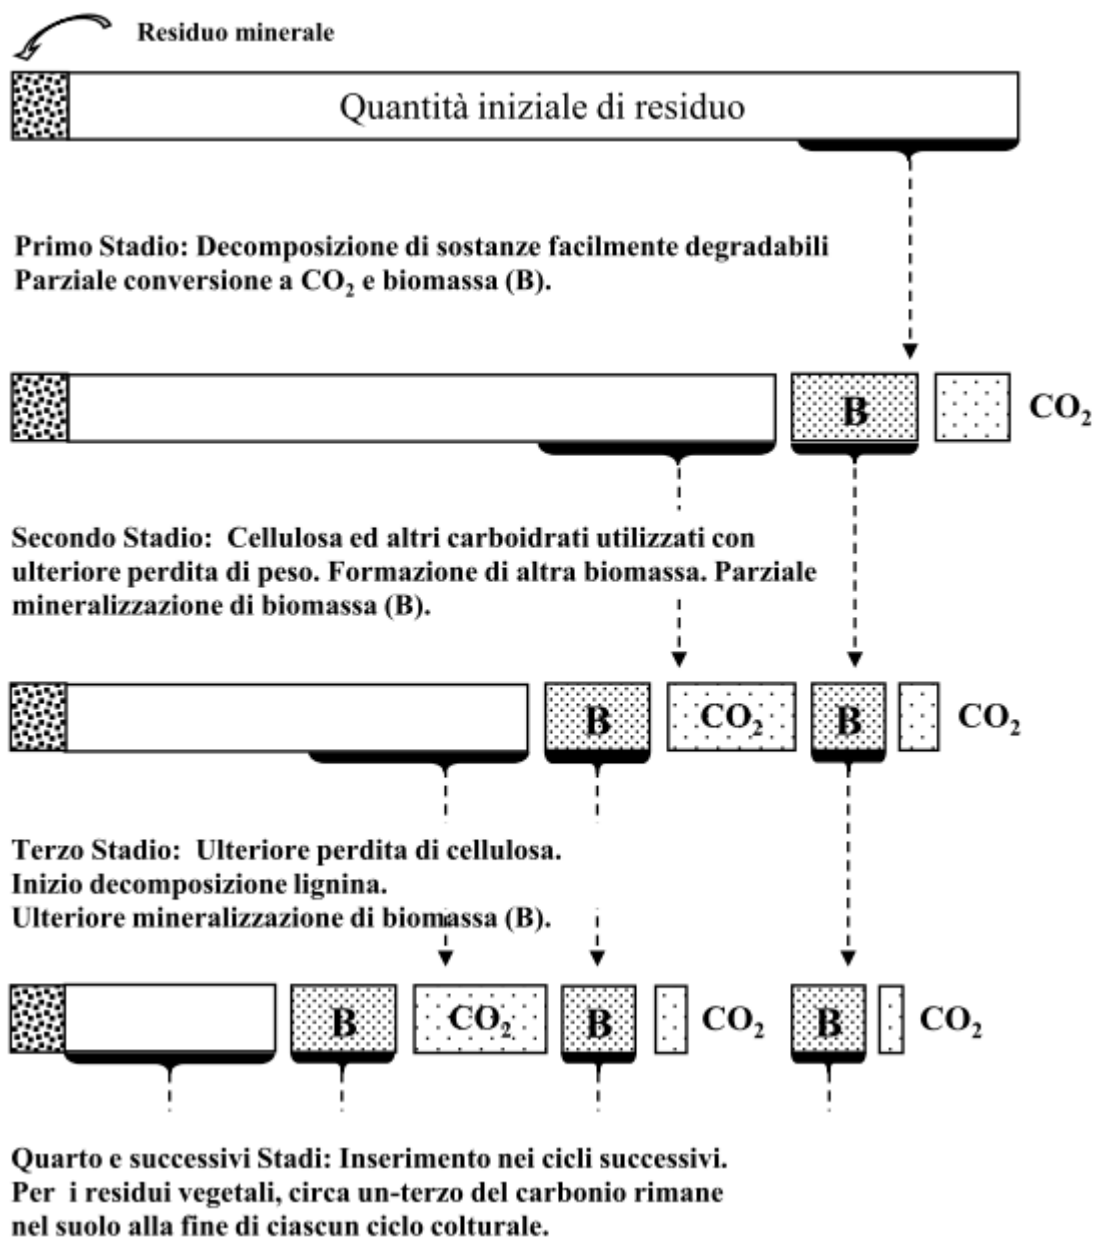 Residuo minerale
Quantità iniziale di residuo
Primo Stadio: Decomposizione di sostanze facilmente degradabili
Parziale conversione a CO₂ e biomassa (B).
B
CO₂
Secondo Stadio: Cellulosa ed altri carboidrati utilizzati con
ulteriore perdita di peso. Formazione di altra biomassa. Parziale
mineralizzazione di biomassa (B).
B CO₂ B CO₂
Terzo Stadio: Ulteriore perdita di cellulosa.
Inizio decomposizione lignina.
Ulteriore mineralizzazione di biomassa (B).
B CO₂ B CO₂ B CO₂
Quarto e successivi Stadi: Inserimento nei cicli successivi.
Per i residui vegetali, circa un-terzo del carbonio rimane
nel suolo alla fine di ciascun ciclo colturale.